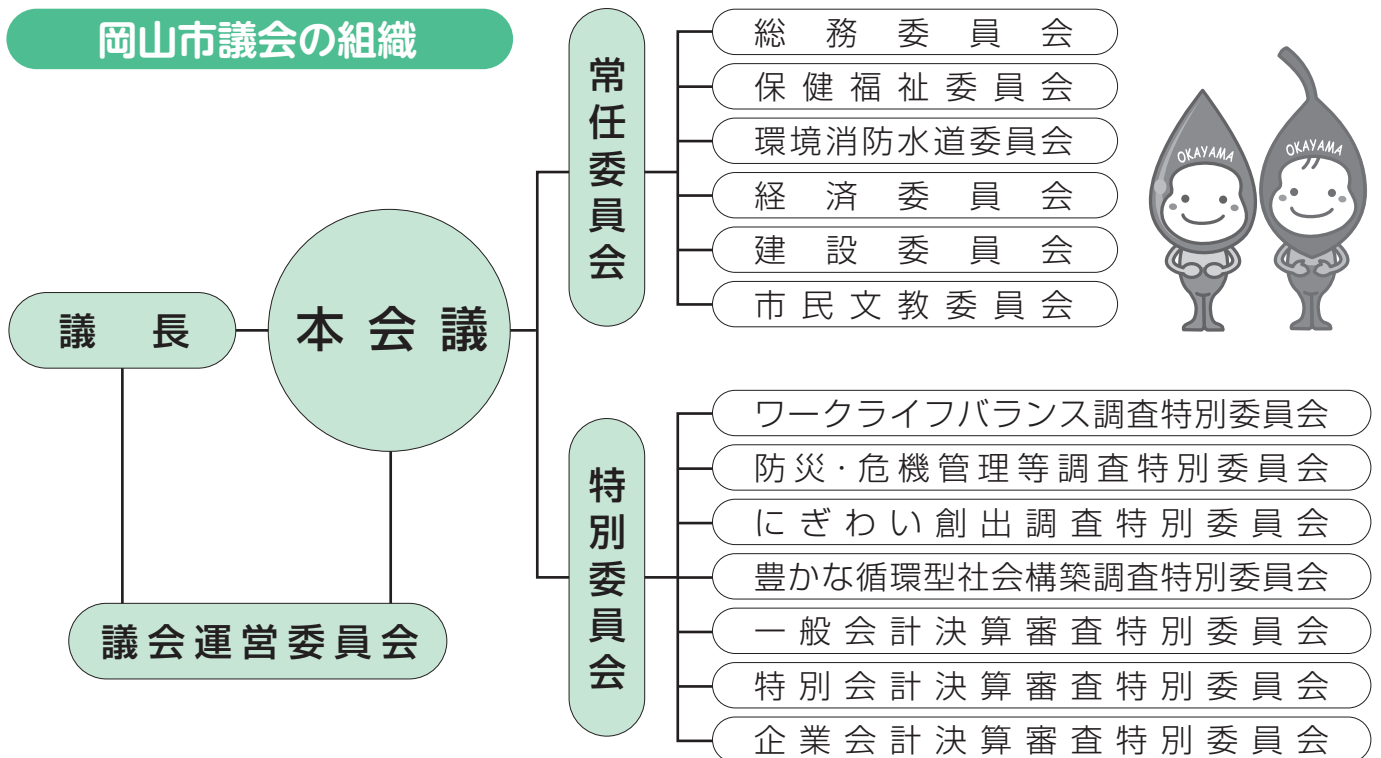 岡山市議会の組織
議長
本会議
議会運営委員会
常任委員会
総務委員会
保健福祉委員会
環境消防水道委員会
経済委員会
建設委員会
市民文教委員会
OKAYAMA
OKAYAMA
特別委員会
ワークライフバランス調査特別委員会
防災・危機管理等調査特別委員会
にぎわい創出調査特別委員会
豊かな循環型社会構築調査特別委員会
一般会計決算審査特別委員会
特別会計決算審査特別委員会
企業会計決算審査特別委員会